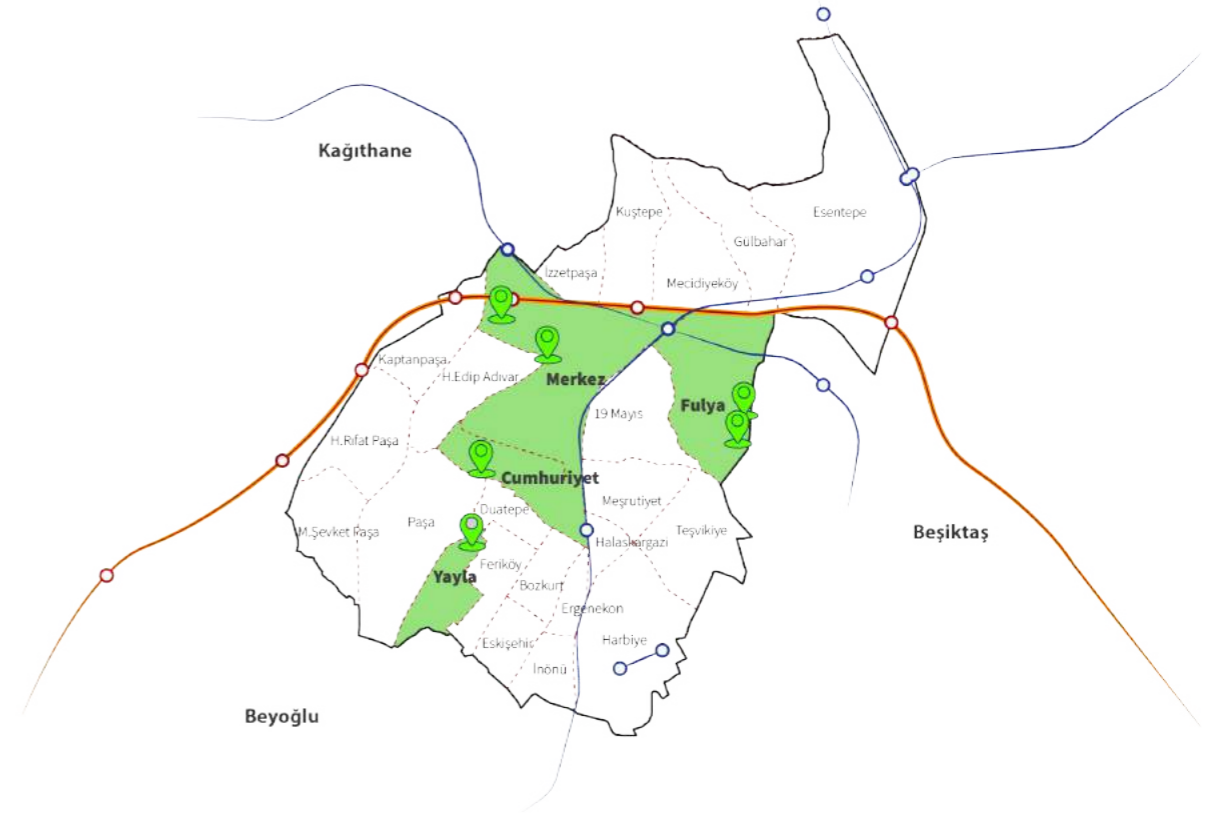 Kağıthane
Kuştepe
Esentepe
Gülbahar
İzzetpaşa
Mecidiyeköy
Kaptanpaşa
H.Edip Adıvar
Merkez
Fulya
19 Mayıs
H.Rıfat Paşa
Cumhuriyet
Meşrutiyet
Duatepe
Paşa
M.Şevket Paşa
Teşvikiye
Beşiktaş
Halaskargazi
Feriköy
Yayla
Bozkurt
Ergenekon
Eskişehir
Harbiye
İnönü
Beyoğlu